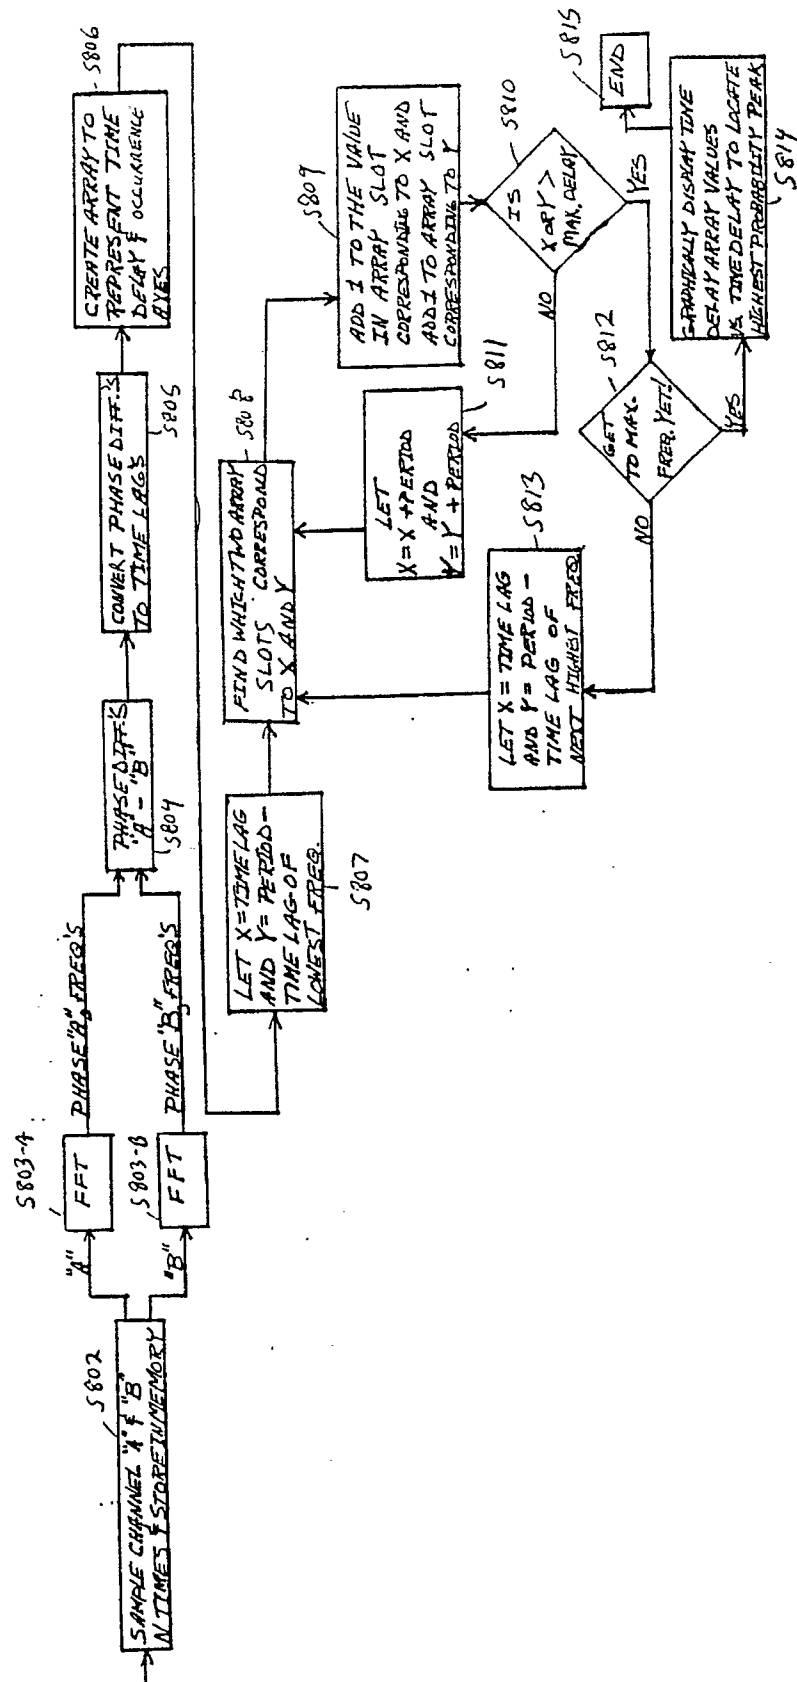 S802
SAMPLE CHANNEL "A" & "B"
N TIMES & STORE IN MEMORY
"A"
"B"
S803-A
FFT
S803-B
FFT
PHASE "A", FREQ'S
PHASE "B", FREQ'S
PHASE DIFF.'S
"A" - "B"
S804
CONVERT PHASE DIFF.'S
TO TIME LAG'S
S805
CREATE ARRAY TO
REPRESENT TIME
DELAY & OCCURRENCE
AXES
S806
LET X=TIME LAG
AND Y= PERIOD-
TIME LAG OF
LOWEST FREQ.
S807
FIND WHICH TWO ARRAY
SLOTS CORRESPOND
TO X AND Y
S808
S809
ADD 1 TO THE VALUE
IN ARRAY SLOT
CORRESPONDING TO X AND
ADD 1 TO ARRAY SLOT
CORRESPONDING TO Y
S810
IS
X OR Y >
MAX. DELAY
YES
NO
S811
LET
X=X+PERIOD
AND
Y=Y+PERIOD
S812
GET
TO MAX.
FREQ. YET?
YES
NO
S813
LET X=TIME LAG
AND Y= PERIOD-
TIME LAG OF
NEXT HIGHEST FREQ.
GRAPHICALLY DISPLAY TIME
DELAY ARRAY VALUES
VS. TIME DELAY TO LOCATE
HIGHEST PROBABILITY PEAK
S814
S815
END